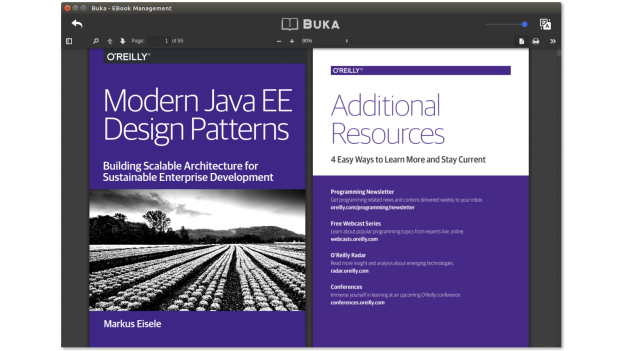 Buka - EBook Management
BUKA
Page: 1 of 65
90%
O'REILLY®
Modern Java EE
Design Patterns
Building Scalable Architecture for
Sustainable Enterprise Development
Markus Eisele
O'REILLY®
Additional
Resources
4 Easy Ways to Learn More and Stay Current
Programming Newsletter
Get programming related news and content delivered weekly to your inbox.
oreilly.com/programming/newsletter
Free Webcast Series
Learn about popular programming topics from experts live, online.
webcasts.oreilly.com
O'Reilly Radar
Read more insight and analysis about emerging technologies.
radar.oreilly.com
Conferences
Immerse yourself in learning at an upcoming O'Reilly conference.
conferences.oreilly.com